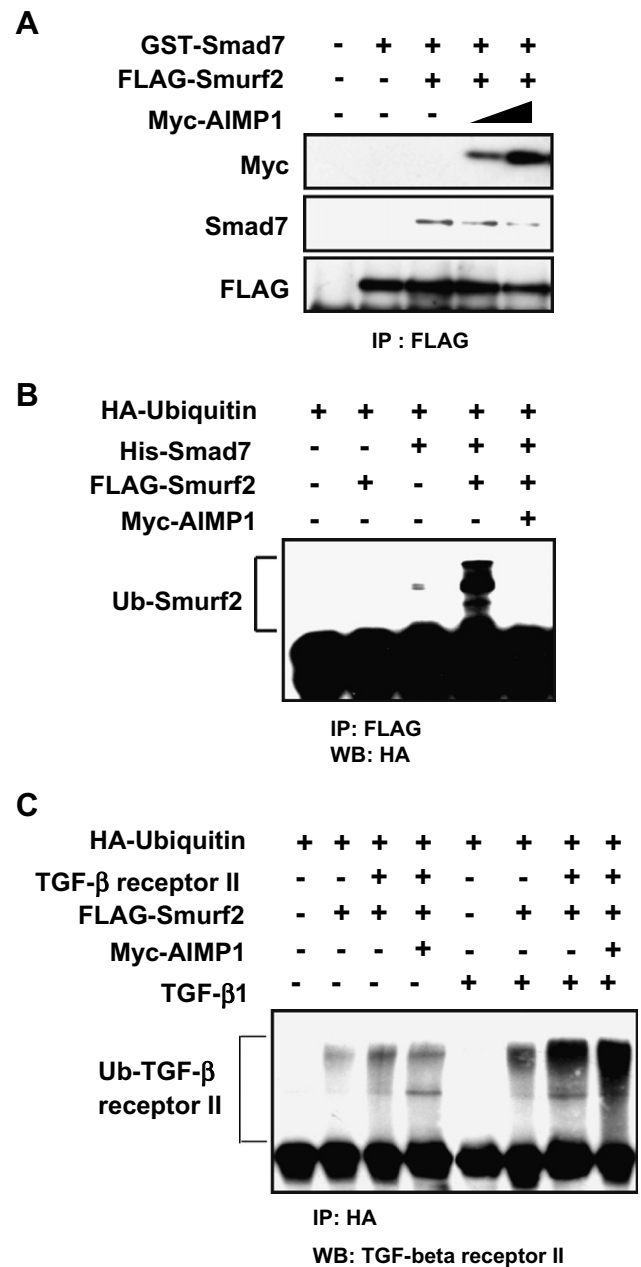 A
GST-Smad7 - + + + +
FLAG-Smurf2 - - + + +
Myc-AIMP1 - - -
Myc
Smad7
FLAG
IP : FLAG
B
HA-Ubiquitin + + + + +
His-Smad7 - - + + +
FLAG-Smurf2 - + - + +
Myc-AIMP1 - - - - +
Ub-Smurf2
IP: FLAG
WB: HA
C
HA-Ubiquitin + + + + + + + +
TGF-β receptor II - - + + - - + +
FLAG-Smurf2 - + + + - + + +
Myc-AIMP1 - - - + - - - +
TGF-β1 - - - - + + + +
Ub-TGF-β
receptor II
IP: HA
WB: TGF-beta receptor II